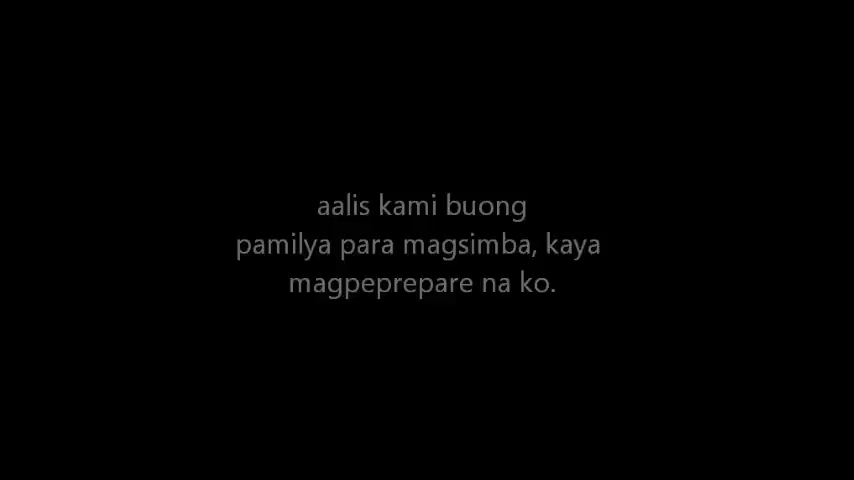 aalis kami buong
pamilya para magsimba, kaya
magpeprepare na ko.